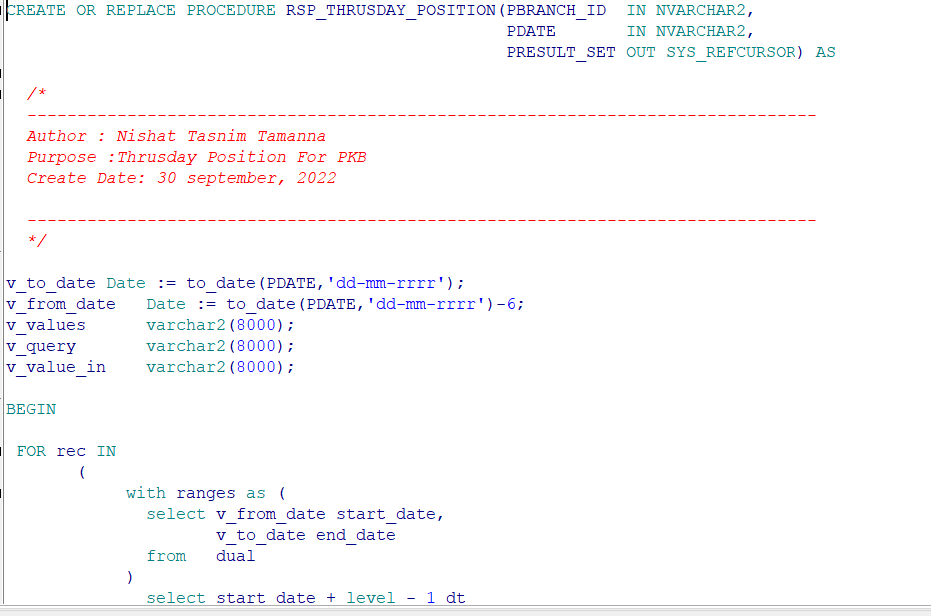 CREATE OR REPLACE PROCEDURE RSP_THRUSDAY_POSITION(PBRANCH_ID  IN NVARCHAR2,
                                                  PDATE       IN NVARCHAR2,
                                                  PRESULT_SET OUT SYS_REFCURSOR) AS
  /*
  -------------------------------------------------------------------------------
  Author : Nishat Tasnim Tamanna
  Purpose :Thrusday Position For PKB
  Create Date: 30 september, 2022
  -------------------------------------------------------------------------------
  */
v_to_date Date := to_date(PDATE,'dd-mm-rrrr');
v_from_date   Date := to_date(PDATE,'dd-mm-rrrr')-6;
v_values      varchar2(8000);
v_query       varchar2(8000);
v_value_in    varchar2(8000);
BEGIN
 FOR rec IN
       (
            with ranges as (
              select v_from_date start_date,
                     v_to_date end_date
              from   dual
            )
              select start_date + level - 1 dt